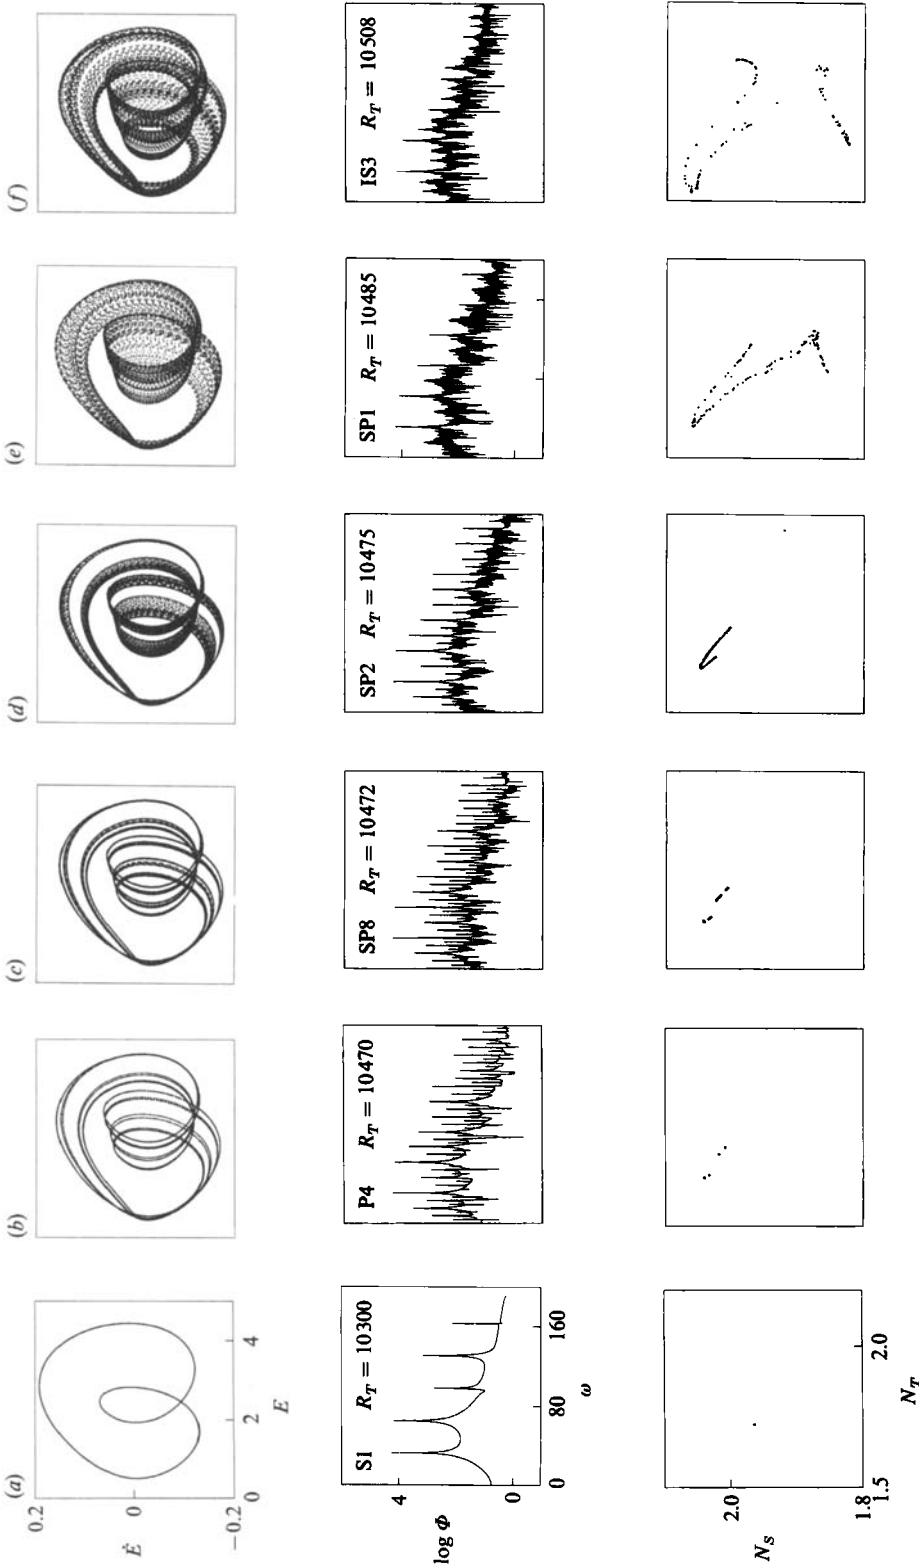 (a) (b) (c) (d) (e) (f)
0.2
Ė 0
−0.2
0 2 4
E
S1 R_T = 10300
P4 R_T = 10470
SP8 R_T = 10472
SP2 R_T = 10475
SP1 R_T = 10485
IS3 R_T = 10508
4
log Φ
0
0 80 160
ω
2.0
N_S
1.8
1.5 2.0
N_T